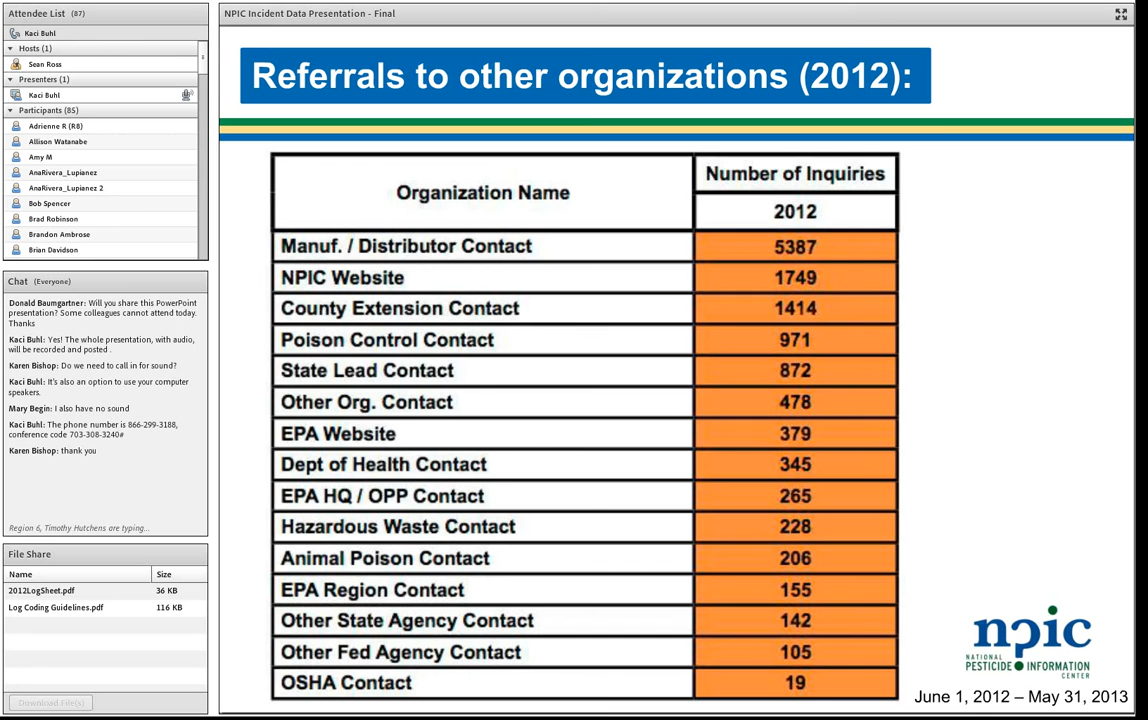 Attendee List (87)
Kaci Buhl
Hosts (1)
Sean Ross
Presenters (1)
Kaci Buhl
Participants (85)
Adrienne R (R8)
Allison Watanabe
Amy M
AnaRivera_Lupianez
AnaRivera_Lupianez 2
Bob Spencer
Brad Robinson
Brandon Ambrose
Brian Davidson
Chat (Everyone)
Donald Baumgartner: Will you share this PowerPoint
presentation? Some colleagues cannot attend today.
Thanks
Kaci Buhl: Yes! The whole presentation, with audio,
will be recorded and posted .
Karen Bishop: Do we need to call in for sound?
Kaci Buhl: It's also an option to use your computer
speakers.
Mary Begin: I also have no sound
Kaci Buhl: The phone number is 866-299-3188,
conference code 703-308-3240#
Karen Bishop: thank you
Region 6, Timothy Hutchens are typing...
File Share
Name Size
2012LogSheet.pdf 36 KB
Log Coding Guidelines.pdf 116 KB
Download File(s)
NPIC Incident Data Presentation - Final
Referrals to other organizations (2012):
Organization Name
Number of Inquiries
2012
Manuf. / Distributor Contact 5387
NPIC Website 1749
County Extension Contact 1414
Poison Control Contact 971
State Lead Contact 872
Other Org. Contact 478
EPA Website 379
Dept of Health Contact 345
EPA HQ / OPP Contact 265
Hazardous Waste Contact 228
Animal Poison Contact 206
EPA Region Contact 155
Other State Agency Contact 142
Other Fed Agency Contact 105
OSHA Contact 19
npic
NATIONAL
PESTICIDE INFORMATION
CENTER
June 1, 2012 – May 31, 2013